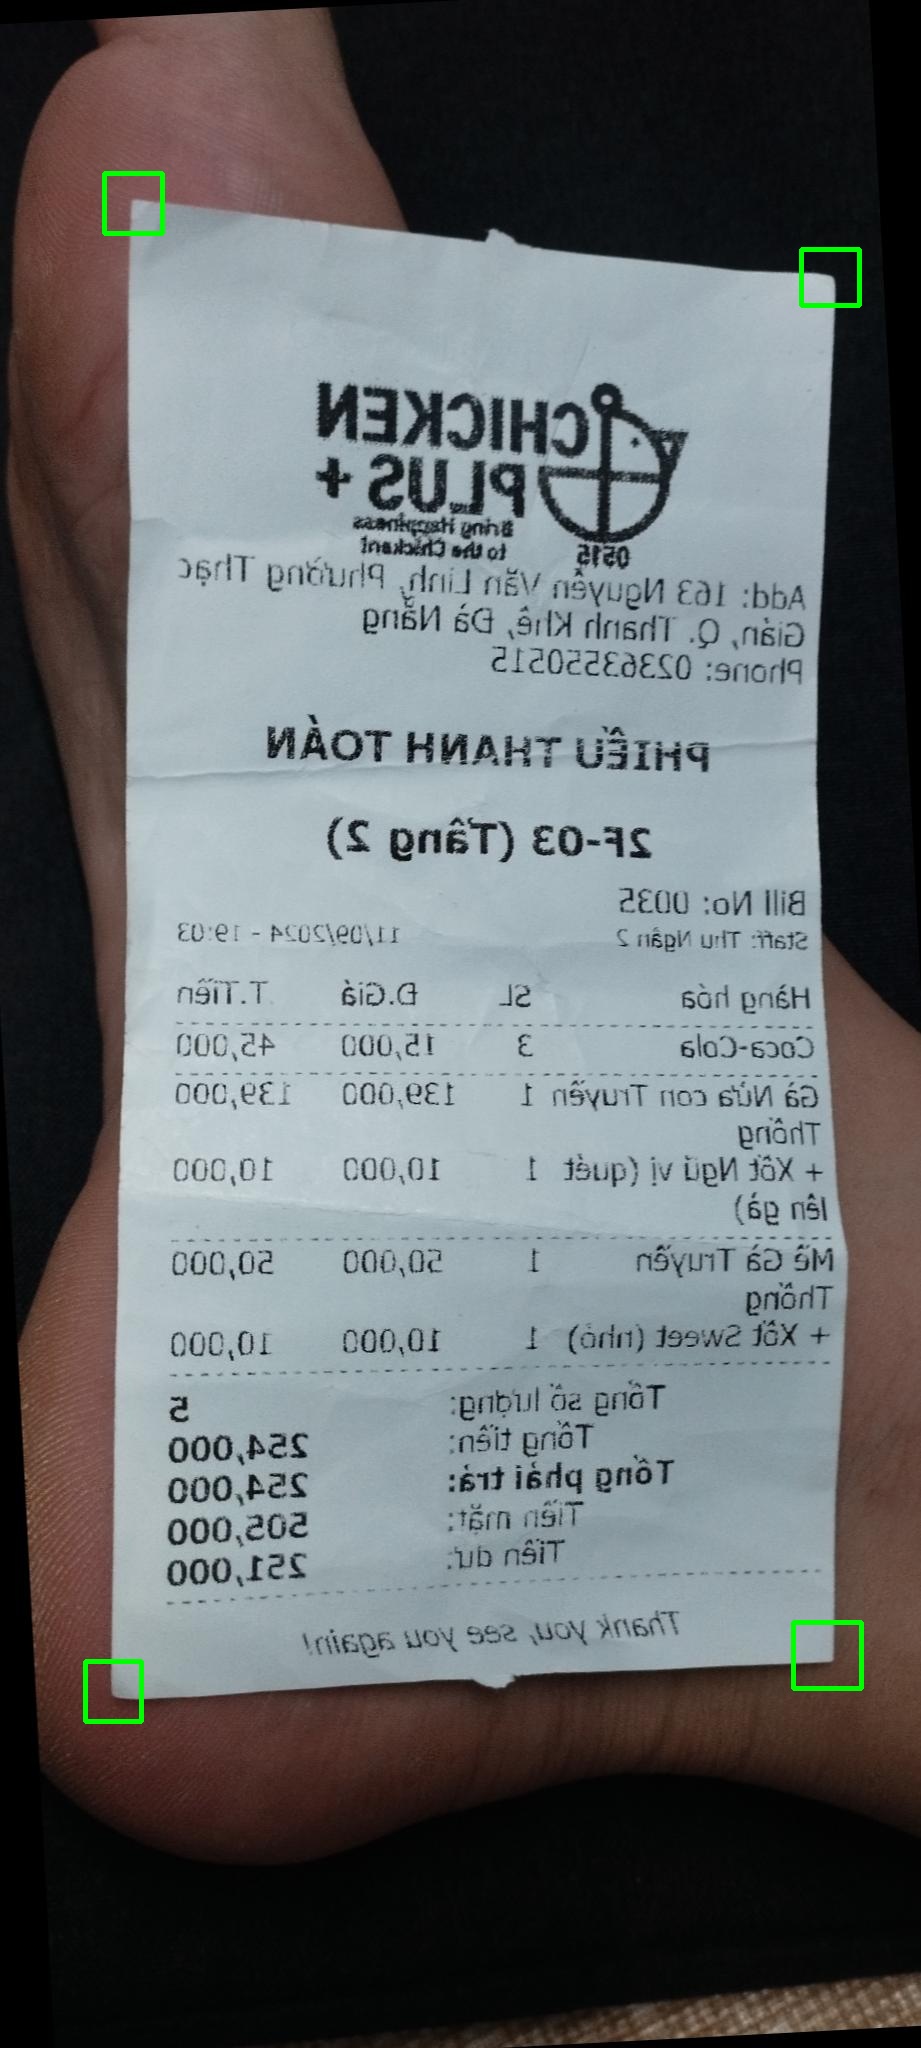 CHICKEN
PLUS +
Bring Happiness
to the Chicken!
0515
Add: 163 Nguyễn Văn Linh, Phường Thạc
Gián, Q. Thanh Khê, Đà Nẵng
Phone: 02363550515
PHIẾU THANH TOÁN
2F-03 (Tầng 2)
Bill No: 0035
Staff: Thu Ngân 2 11/09/2024 - 19:03
Hàng hóa SL Đ.Giá T.Tiền
Coca-Cola 3 15,000 45,000
Gà Nửa con Truyền 1 139,000 139,000
Thống
+ Xốt Ngũ vị (quét 1 10,000 10,000
lên gà)
Mề Gà Truyền 1 50,000 50,000
Thống
+ Xốt Sweet (nhỏ) 1 10,000 10,000
Tổng số lượng: 5
Tổng tiền: 254,000
Tổng phải trả: 254,000
Tiền mặt: 505,000
Tiền dư: 251,000
Thank you, see you again!